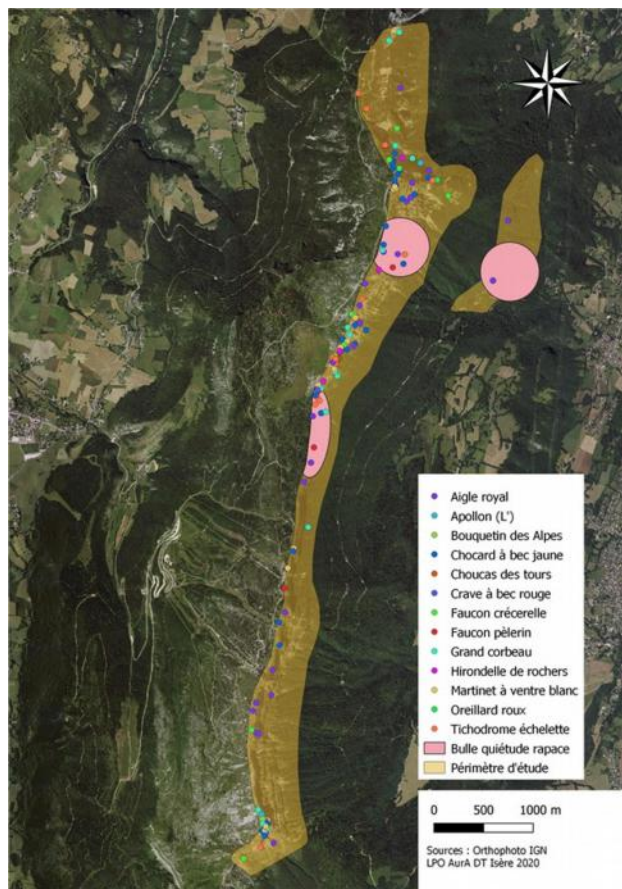 Aigle royal
Apollon (L')
Bouquetin des Alpes
Chocard à bec jaune
Choucas des tours
Crave à bec rouge
Faucon crécerelle
Faucon pèlerin
Grand corbeau
Hirondelle de rochers
Martinet à ventre blanc
Oreillard roux
Tichodrome échelette
Bulle quiétude rapace
Périmètre d'étude
0 500 1000 m
Sources : Orthophoto IGN
LPO AurA DT Isère 2020